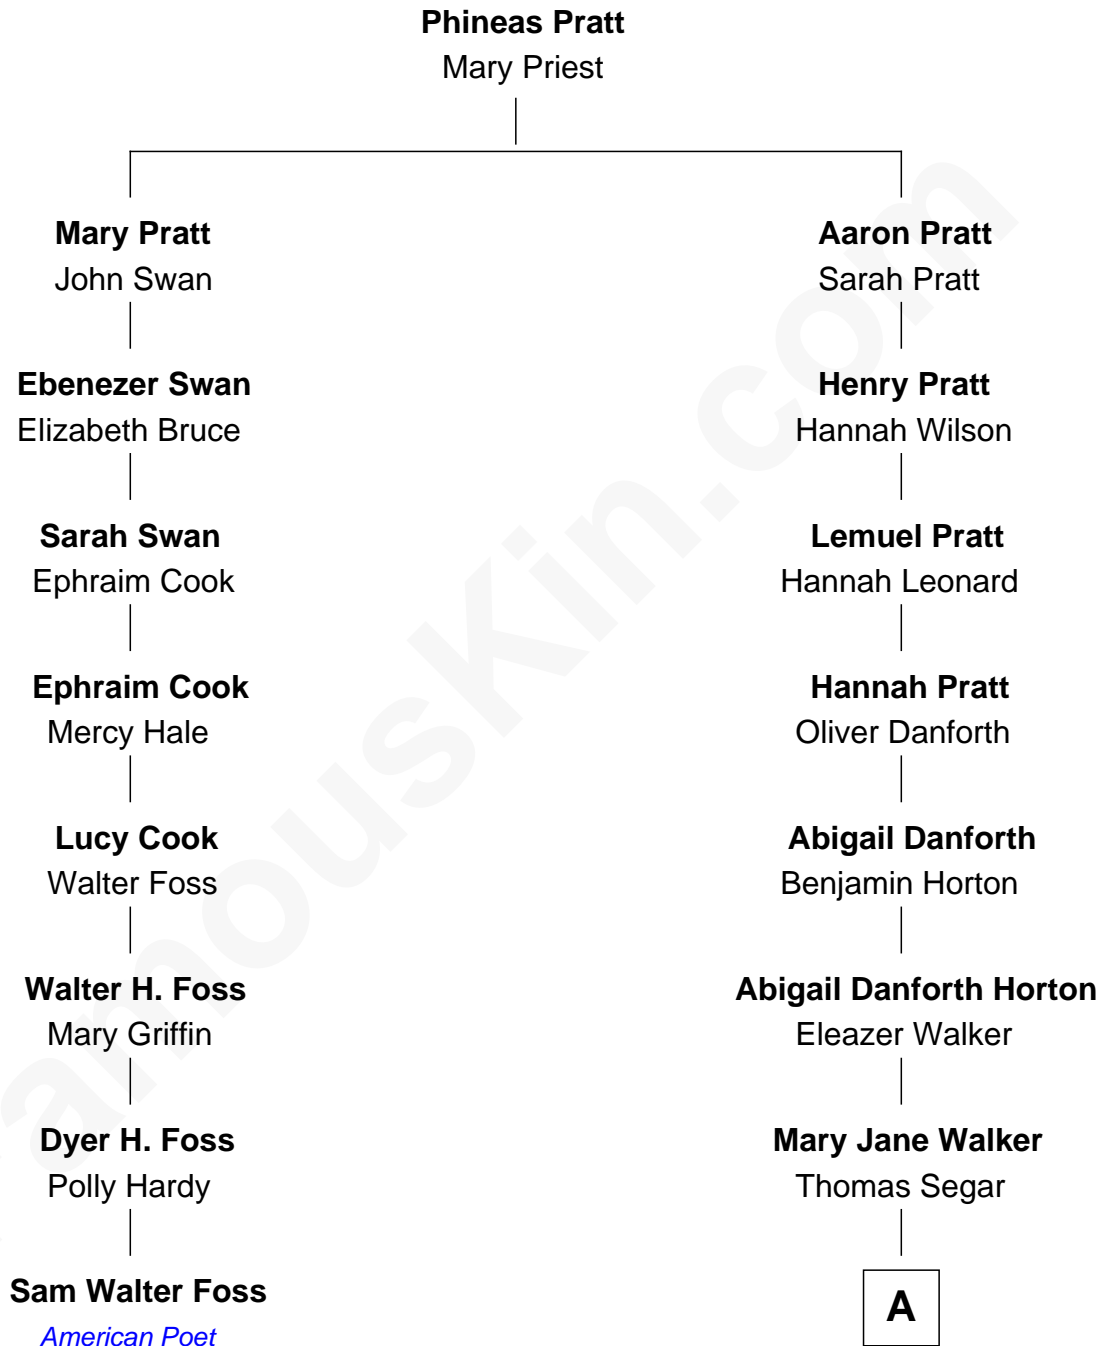 Phineas Pratt
Mary Priest
Mary Pratt
John Swan
Aaron Pratt
Sarah Pratt
Ebenezer Swan
Elizabeth Bruce
Henry Pratt
Hannah Wilson
Sarah Swan
Ephraim Cook
Lemuel Pratt
Hannah Leonard
Ephraim Cook
Mercy Hale
Hannah Pratt
Oliver Danforth
Lucy Cook
Walter Foss
Abigail Danforth
Benjamin Horton
Walter H. Foss
Mary Griffin
Abigail Danforth Horton
Eleazer Walker
Dyer H. Foss
Polly Hardy
Mary Jane Walker
Thomas Segar
Sam Walter Foss
American Poet
A
amouskin.com